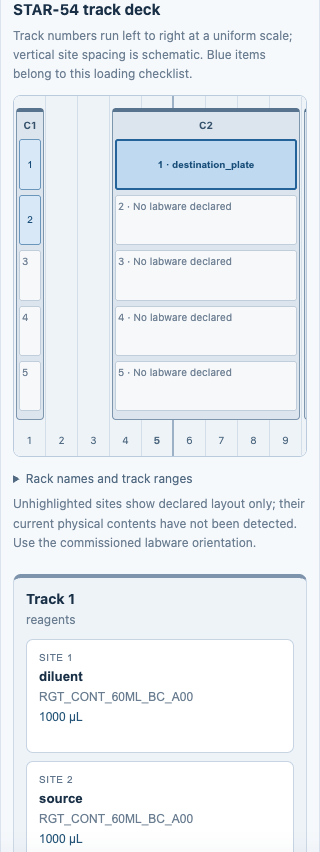 STAR-54 track deck
Track numbers run left to right at a uniform scale;
vertical site spacing is schematic. Blue items
belong to this loading checklist.
C1
C2
1
1 · destination_plate
2
2 · No labware declared
3
3 · No labware declared
4
4 · No labware declared
5
5 · No labware declared
1 2 3 4 5 6 7 8 9
▶ Rack names and track ranges
Unhighlighted sites show declared layout only; their
current physical contents have not been detected.
Use the commissioned labware orientation.
Track 1
reagents
SITE 1
diluent
RGT_CONT_60ML_BC_A00
1000 µL
SITE 2
source
RGT_CONT_60ML_BC_A00
1000 µL